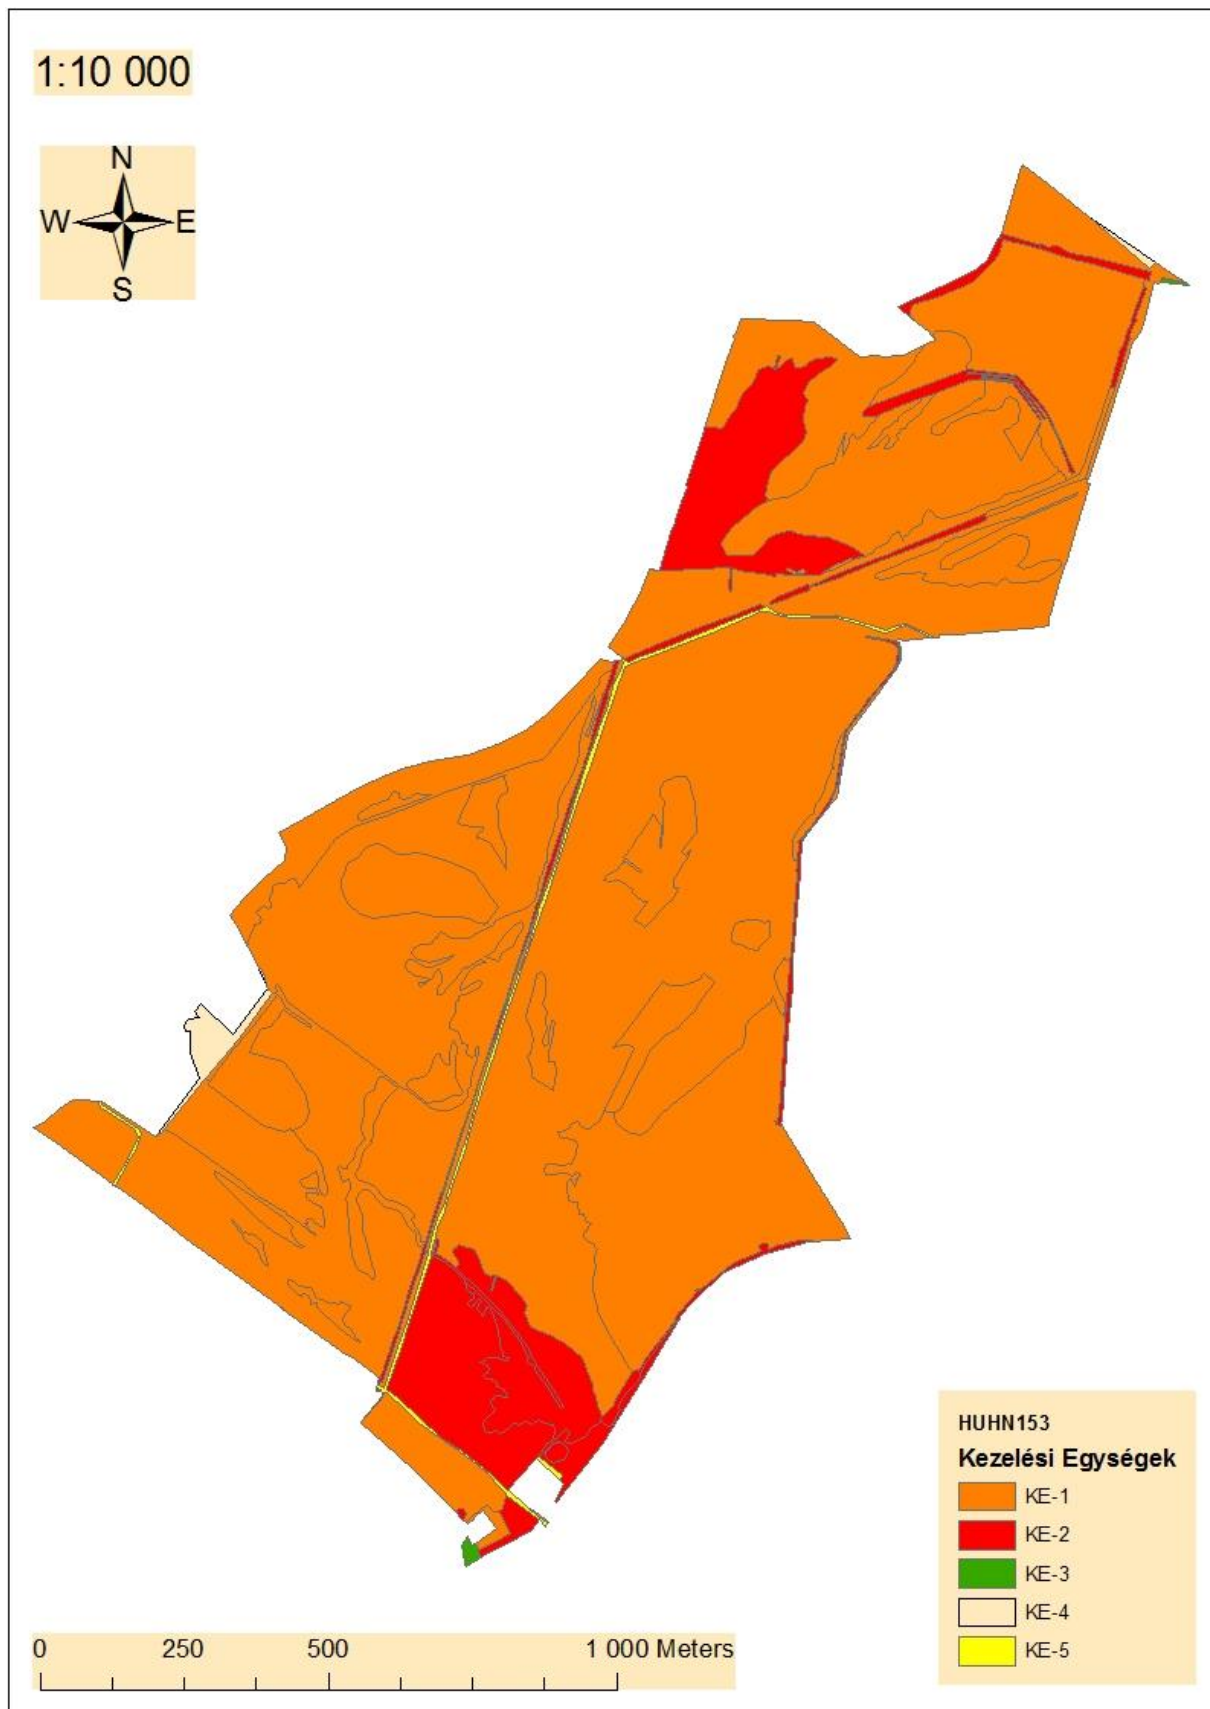 1:10 000
N
W E
S
HUHN153
Kezelési Egységek
KE-1
KE-2
KE-3
KE-4
KE-5
0 250 500 1 000 Meters